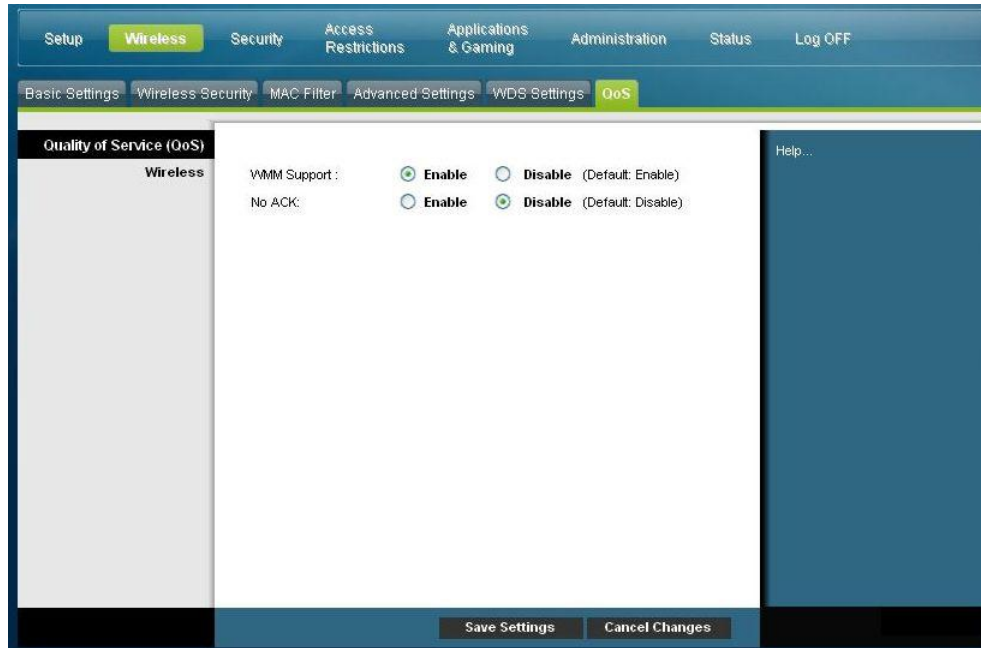 Setup Wireless Security Access Restrictions Applications & Gaming Administration Status Log OFF
Basic Settings Wireless Security MAC Filter Advanced Settings WDS Settings QoS
Quality of Service (QoS)
Wireless
WMM Support : Enable Disable (Default: Enable)
No ACK: Enable Disable (Default: Disable)
Help...
Save Settings Cancel Changes